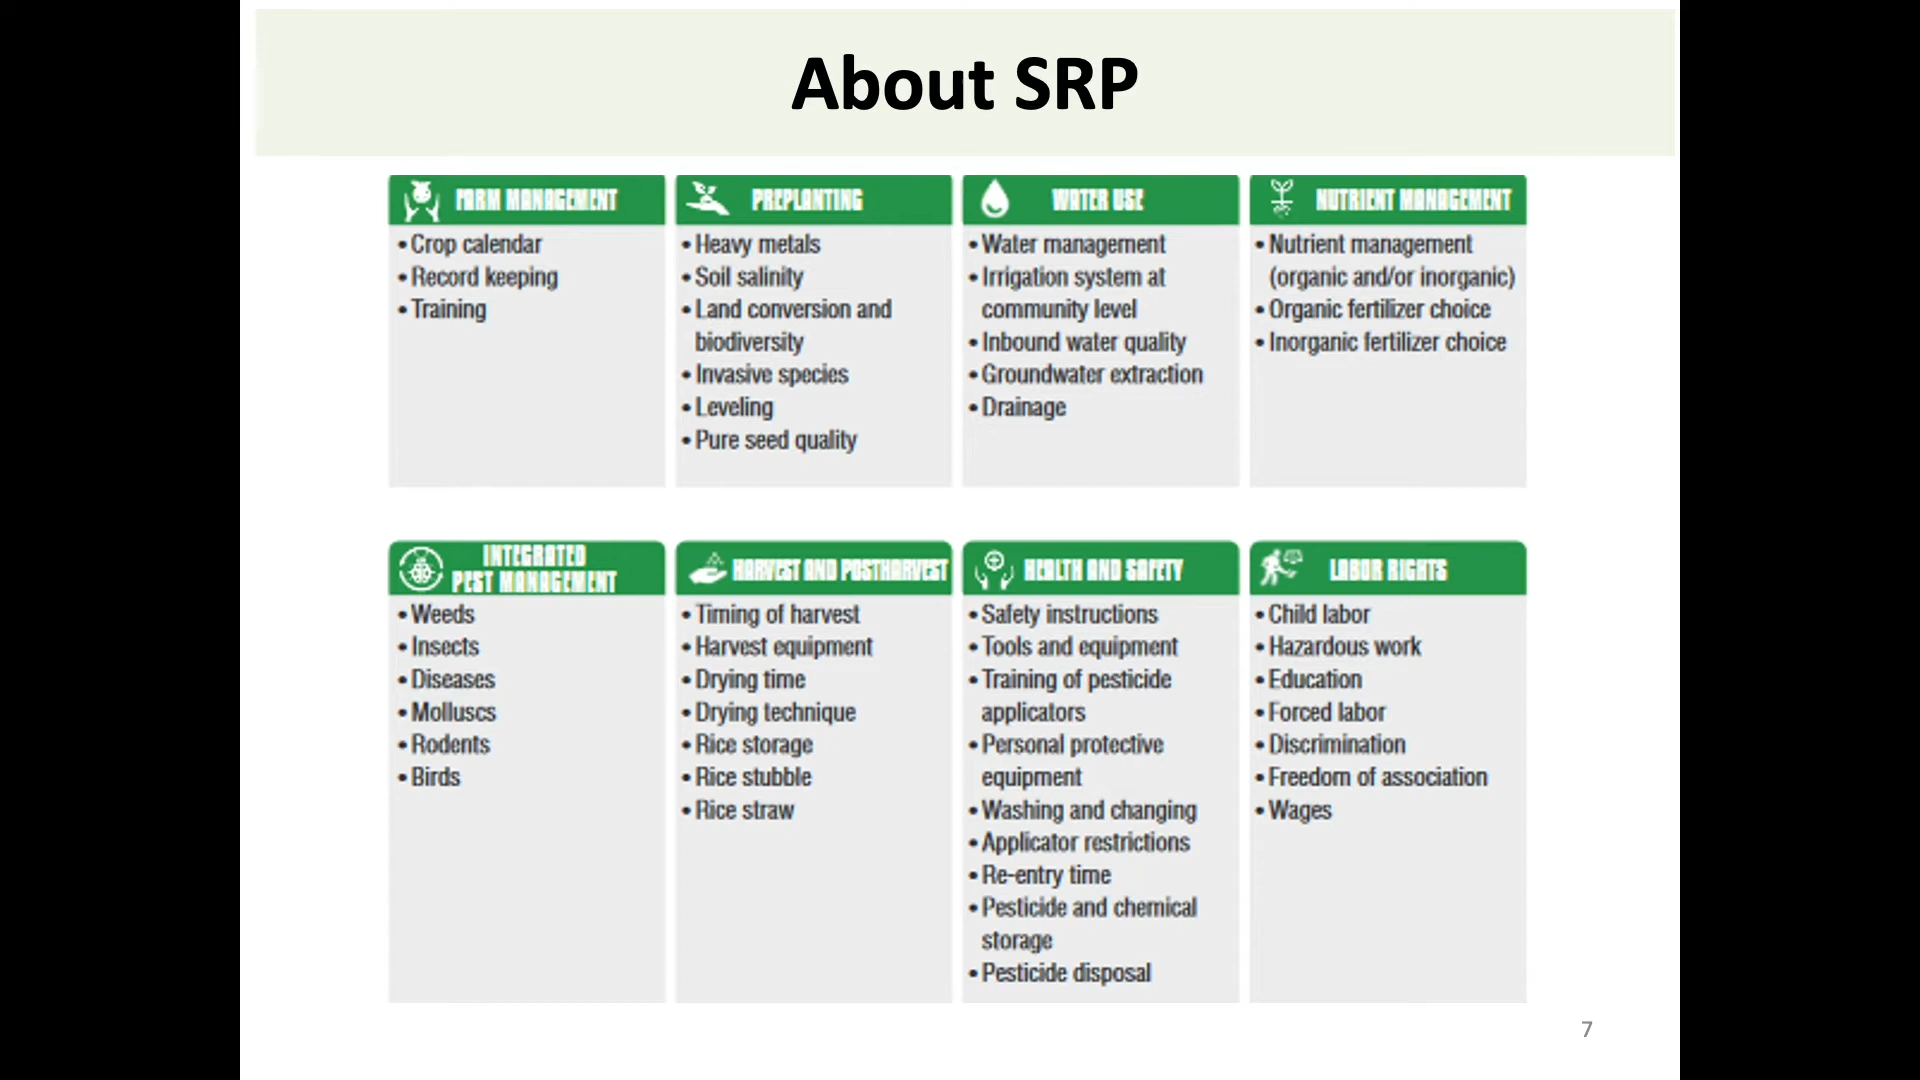 About SRP
FARM MANAGEMENT
• Crop calendar
• Record keeping
• Training
PREPLANTING
• Heavy metals
• Soil salinity
• Land conversion and
biodiversity
• Invasive species
• Leveling
• Pure seed quality
WATER USE
• Water management
• Irrigation system at
community level
• Inbound water quality
• Groundwater extraction
• Drainage
NUTRIENT MANAGEMENT
• Nutrient management
(organic and/or inorganic)
• Organic fertilizer choice
• Inorganic fertilizer choice
INTEGRATED
PEST MANAGEMENT
• Weeds
• Insects
• Diseases
• Molluscs
• Rodents
• Birds
HARVEST AND POSTHARVEST
• Timing of harvest
• Harvest equipment
• Drying time
• Drying technique
• Rice storage
• Rice stubble
• Rice straw
HEALTH AND SAFETY
• Safety instructions
• Tools and equipment
• Training of pesticide
applicators
• Personal protective
equipment
• Washing and changing
• Applicator restrictions
• Re-entry time
• Pesticide and chemical
storage
• Pesticide disposal
LABOR RIGHTS
• Child labor
• Hazardous work
• Education
• Forced labor
• Discrimination
• Freedom of association
• Wages
7